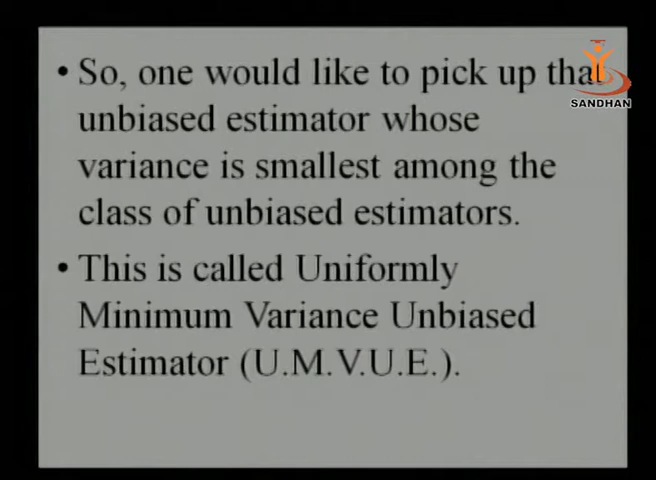 • So, one would like to pick up that
unbiased estimator whose
variance is smallest among the
class of unbiased estimators.
• This is called Uniformly
Minimum Variance Unbiased
Estimator (U.M.V.U.E.).
SANDHAN